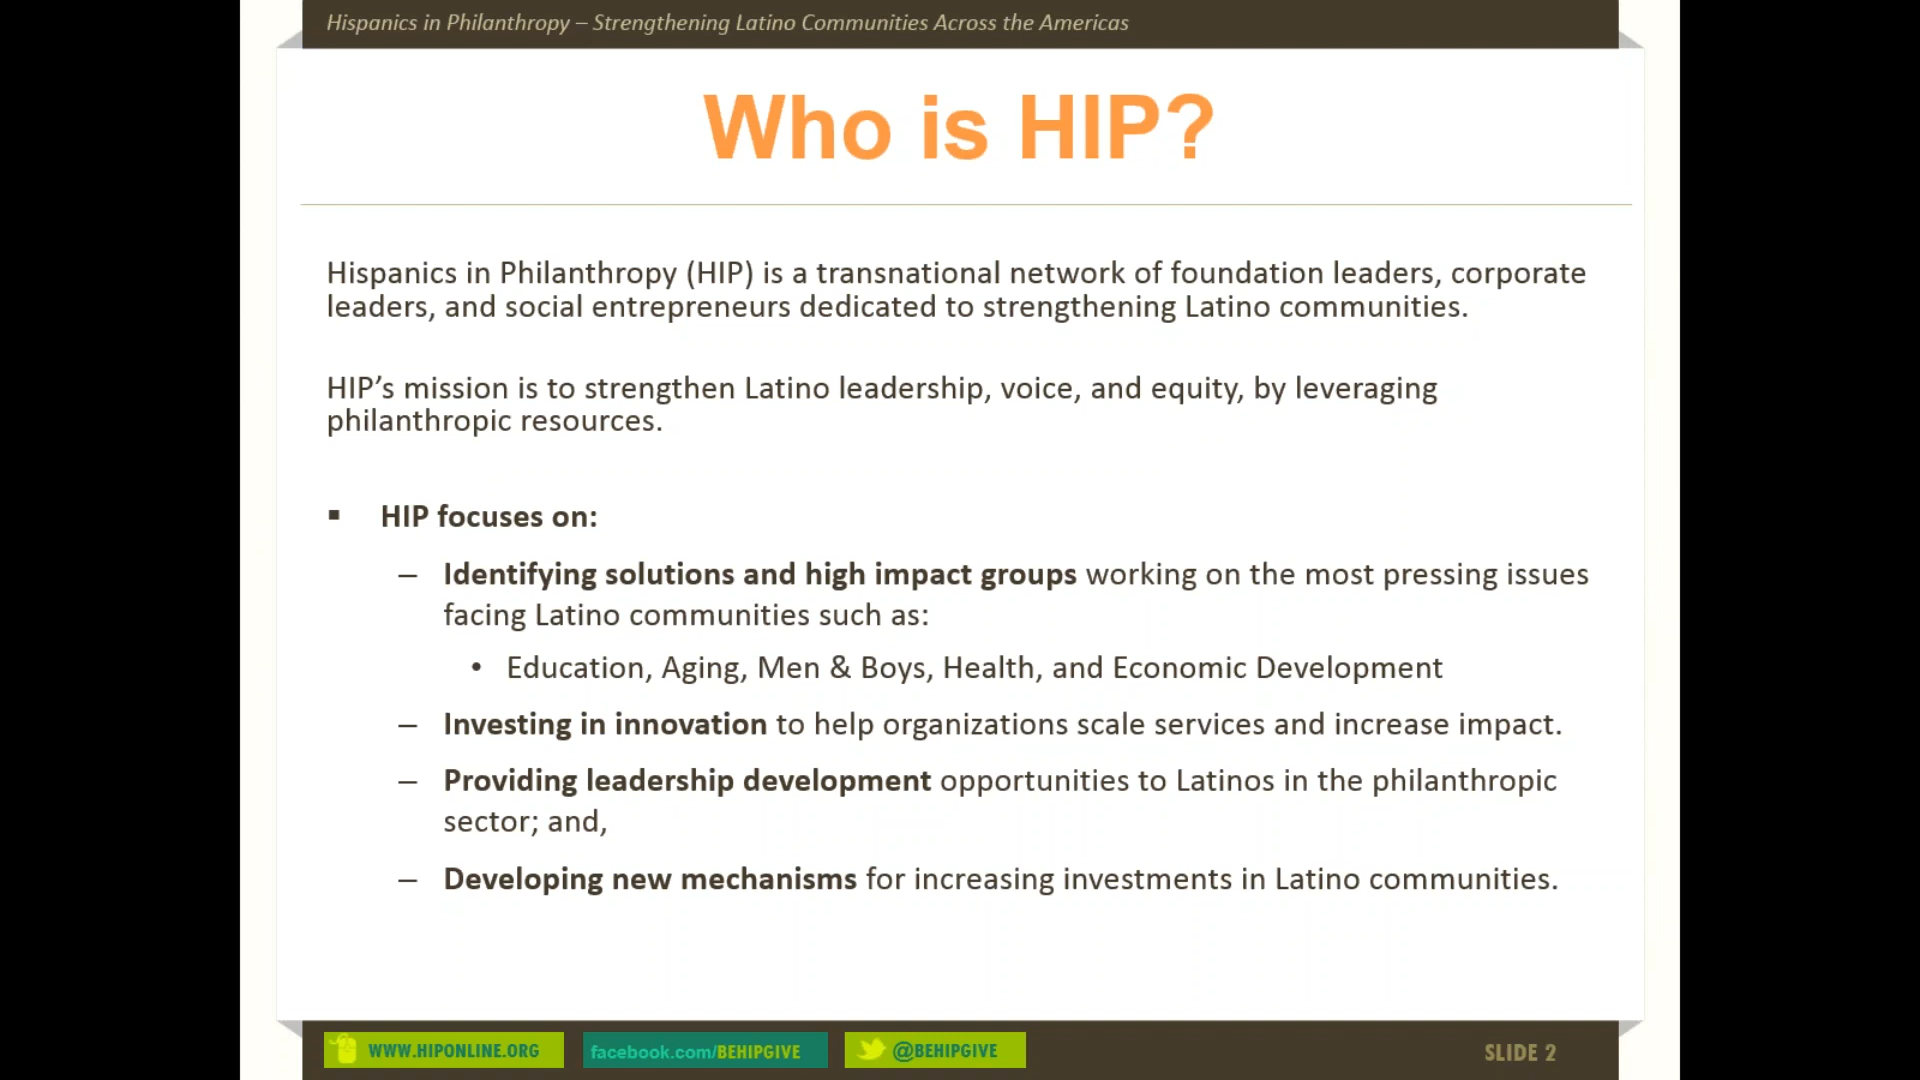 Hispanics in Philanthropy – Strengthening Latino Communities Across the Americas
Who is HIP?
Hispanics in Philanthropy (HIP) is a transnational network of foundation leaders, corporate
leaders, and social entrepreneurs dedicated to strengthening Latino communities.
HIP’s mission is to strengthen Latino leadership, voice, and equity, by leveraging
philanthropic resources.
▪ HIP focuses on:
– Identifying solutions and high impact groups working on the most pressing issues
facing Latino communities such as:
• Education, Aging, Men & Boys, Health, and Economic Development
– Investing in innovation to help organizations scale services and increase impact.
– Providing leadership development opportunities to Latinos in the philanthropic
sector; and,
– Developing new mechanisms for increasing investments in Latino communities.
WWW.HIPONLINE.ORG facebook.com/BEHIPGIVE @BEHIPGIVE SLIDE 2